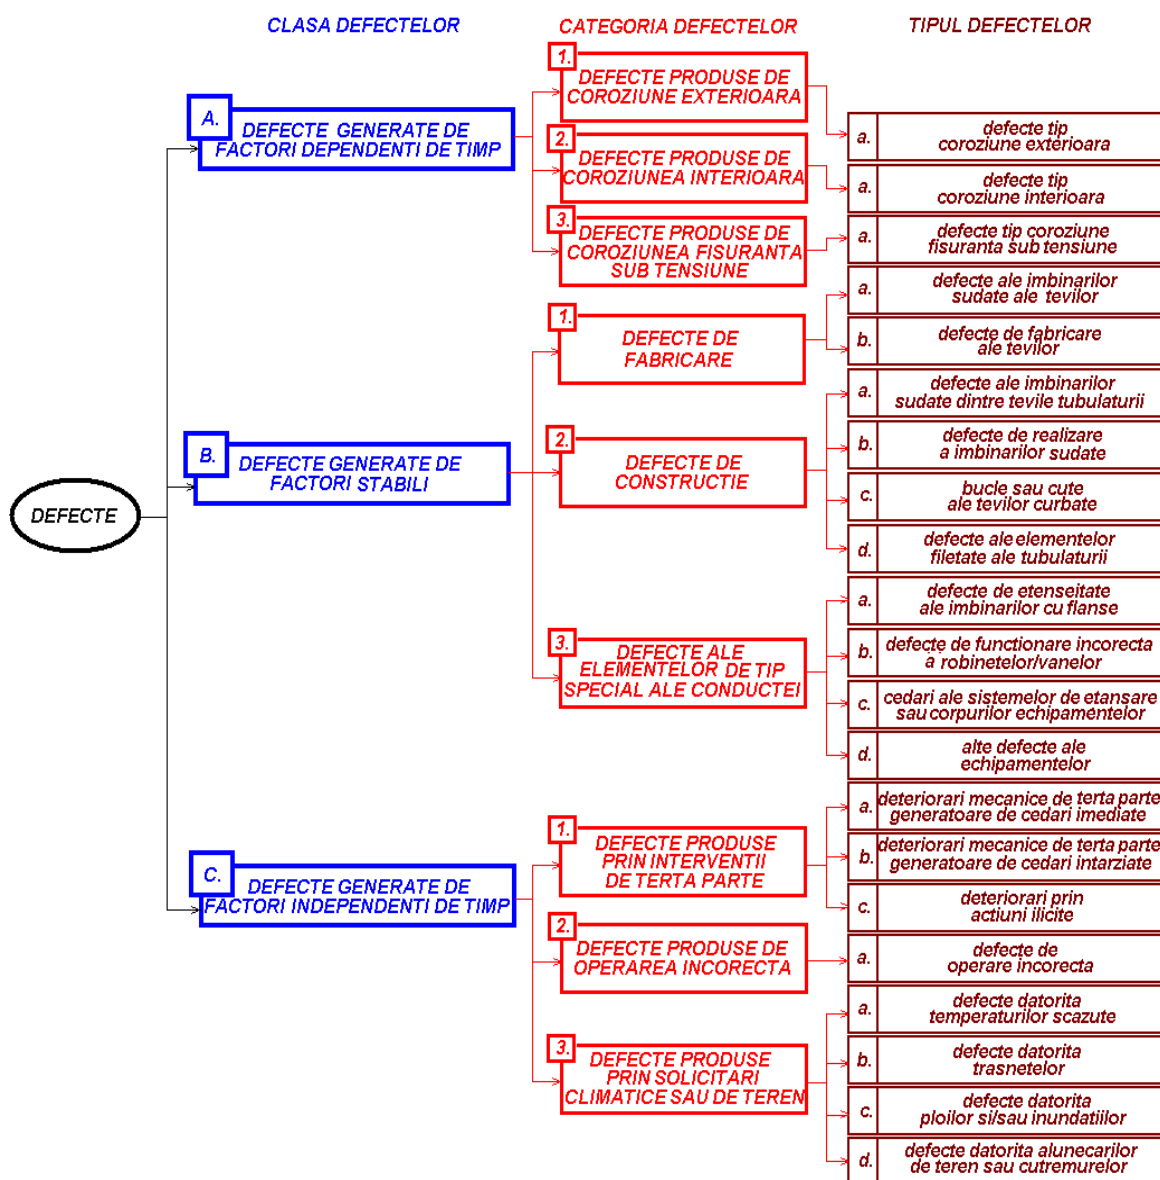 CLASA DEFECTELOR
CATEGORIA DEFECTELOR
TIPUL DEFECTELOR
DEFECTE
A.
DEFECTE GENERATE DE
FACTORI DEPENDENTI DE TIMP
1.
DEFECTE PRODUSE DE
COROZIUNE EXTERIOARA
a.
defecte tip
coroziune exterioara
2.
DEFECTE PRODUSE DE
COROZIUNEA INTERIOARA
a.
defecte tip
coroziune interioara
3.
DEFECTE PRODUSE DE
COROZIUNEA FISURANTA
SUB TENSIUNE
a.
defecte tip coroziune
fisuranta sub tensiune
B.
DEFECTE GENERATE DE
FACTORI STABILI
1.
DEFECTE DE
FABRICARE
a.
defecte ale imbinarilor
sudate ale tevilor
b.
defecte de fabricare
ale tevilor
2.
DEFECTE DE
CONSTRUCTIE
a.
defecte ale imbinarilor
sudate dintre tevile tubulaturii
b.
defecte de realizare
a imbinarilor sudate
c.
bucle sau cute
ale tevilor curbate
d.
defecte ale elementelor
filetate ale tubulaturii
3.
DEFECTE ALE
ELEMENTELOR DE TIP
SPECIAL ALE CONDUCTEI
a.
defecte de etenseitate
ale imbinarilor cu flanse
b.
defecte de functionare incorecta
a robinetelor/vanelor
c.
cedari ale sistemelor de etansare
sau corpurilor echipamentelor
d.
alte defecte ale
echipamentelor
C.
DEFECTE GENERATE DE
FACTORI INDEPENDENTI DE TIMP
1.
DEFECTE PRODUSE
PRIN INTERVENTII
DE TERTA PARTE
a.
deteriorari mecanice de terta parte
generatoare de cedari imediate
b.
deteriorari mecanice de terta parte
generatoare de cedari intarziate
c.
deteriorari prin
actiuni ilicite
2.
DEFECTE PRODUSE DE
OPERAREA INCORECTA
a.
defecte de
operare incorecta
3.
DEFECTE PRODUSE
PRIN SOLICITARI
CLIMATICE SAU DE TEREN
a.
defecte datorita
temperaturilor scazute
b.
defecte datorita
trasnetelor
c.
defecte datorita
ploilor si/sau inundatiilor
d.
defecte datorita alunecarilor
de teren sau cutremurelor